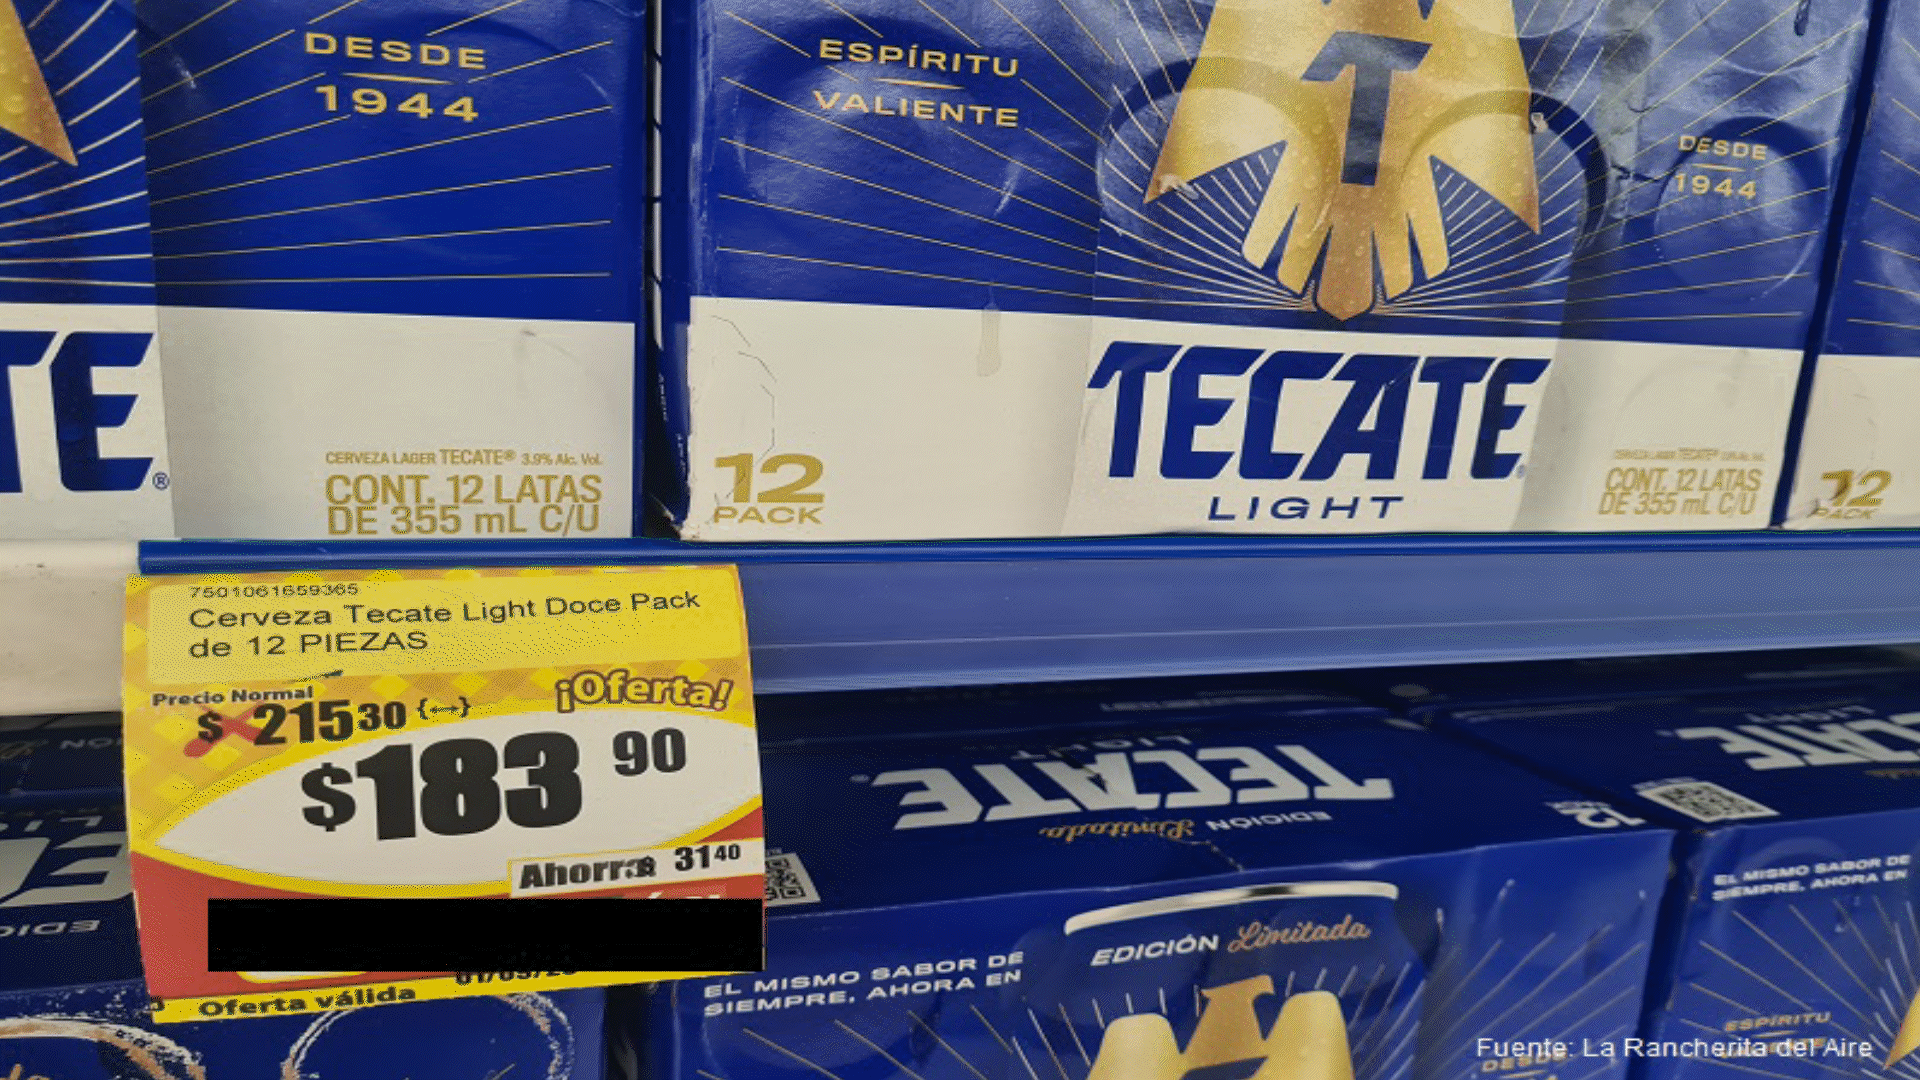 DESDE
1944
ESPÍRITU
VALIENTE
DESDE
1944
TE®
CERVEZA LAGER TECATE® 3.9% Alc. Vol.
CONT. 12 LATAS
DE 355 mL C/U
12
PACK
TECATE
LIGHT
CONT. 12 LATAS
DE 355 mL C/U
12
PACK
7501061659365
Cerveza Tecate Light Doce Pack
de 12 PIEZAS
Precio Normal
$ 215 30 {↔}
¡Oferta!
$183 90
$ 31 40
Oferta válida
TECATE
LIGHT
EDICIÓN Limitada
12
EDICIÓN Limitada
EL MISMO SABOR DE
SIEMPRE, AHORA EN
EL MISMO SABOR DE
SIEMPRE, AHORA EN
ESPÍRITU
Fuente: La Rancherita del Aire